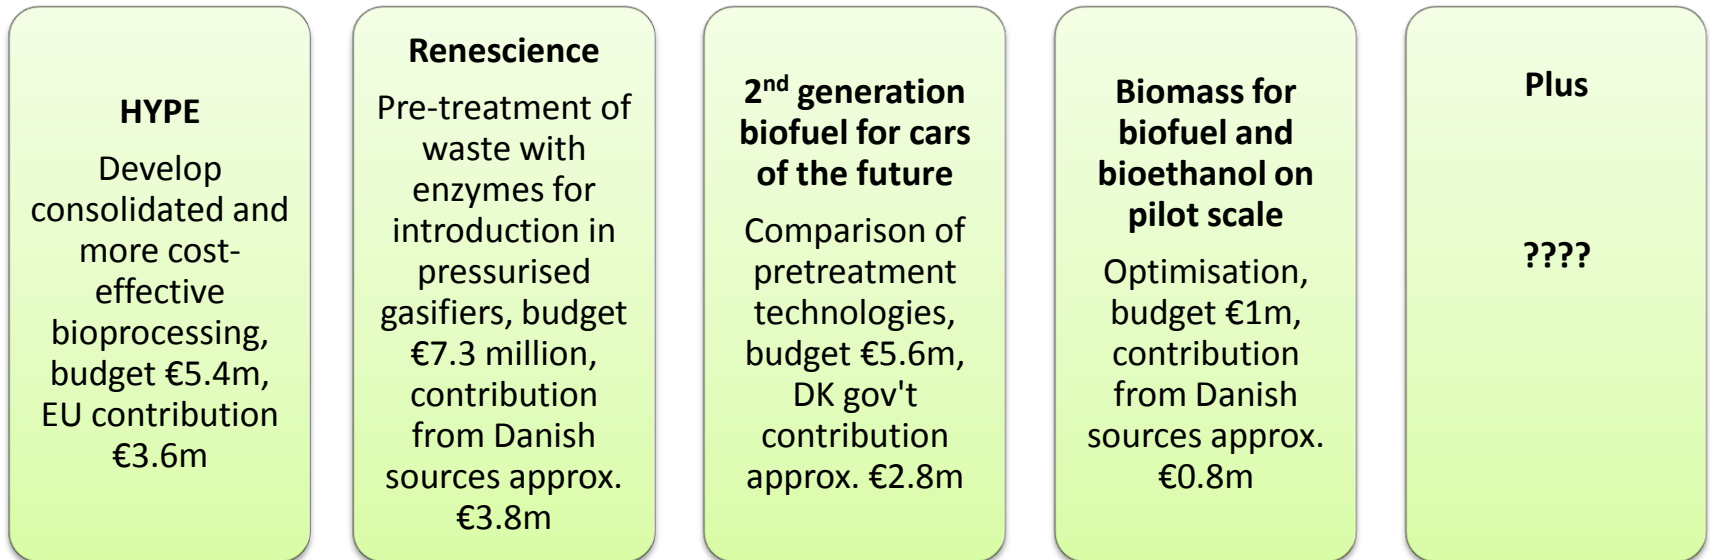 HYPE
Develop
consolidated and
more cost-
effective
bioprocessing,
budget €5.4m,
EU contribution
€3.6m
Renescience
Pre-treatment of
waste with
enzymes for
introduction in
pressurised
gasifiers, budget
€7.3 million,
contribution
from Danish
sources approx.
€3.8m
2nd generation
biofuel for cars
of the future
Comparison of
pretreatment
technologies,
budget €5.6m,
DK gov't
contribution
approx. €2.8m
Biomass for
biofuel and
bioethanol on
pilot scale
Optimisation,
budget €1m,
contribution
from Danish
sources approx.
€0.8m
Plus
????